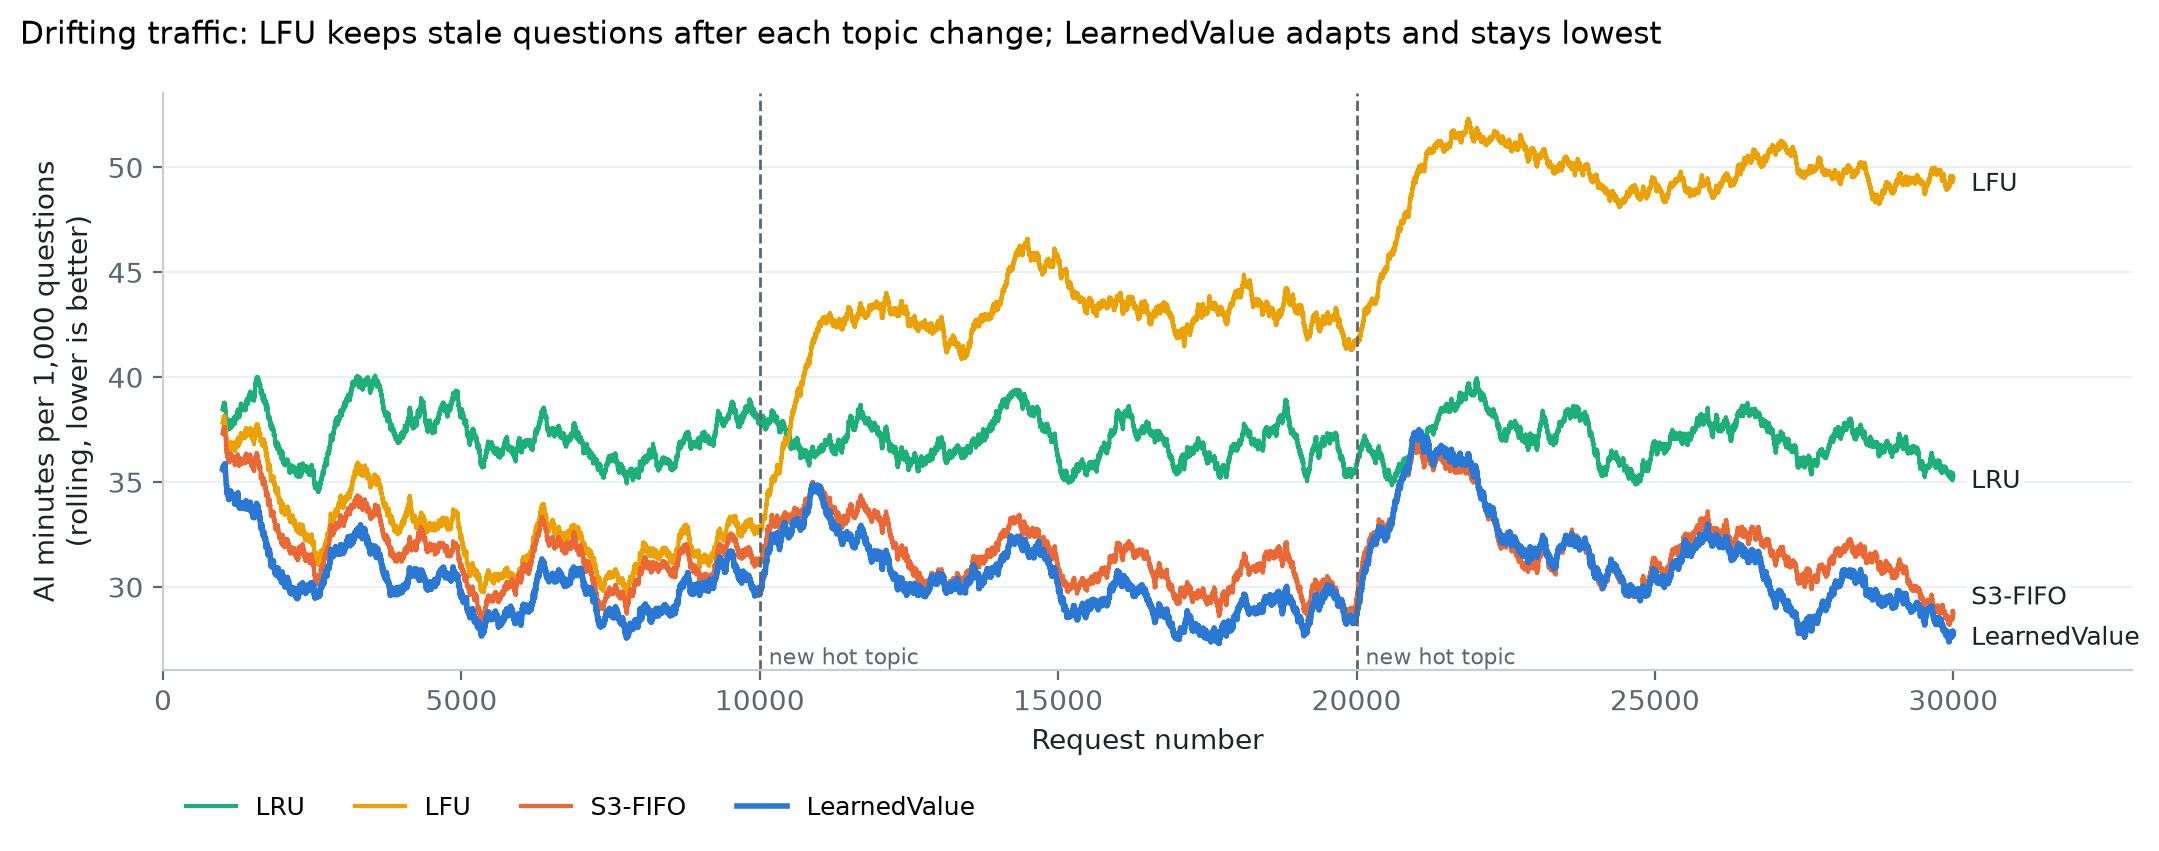 Drifting traffic: LFU keeps stale questions after each topic change; LearnedValue adapts and stays lowest
AI minutes per 1,000 questions
(rolling, lower is better)
50
45
40
35
30
LFU
LRU
S3-FIFO
LearnedValue
new hot topic
new hot topic
0
5000
10000
15000
20000
25000
30000
Request number
LRU
LFU
S3-FIFO
LearnedValue